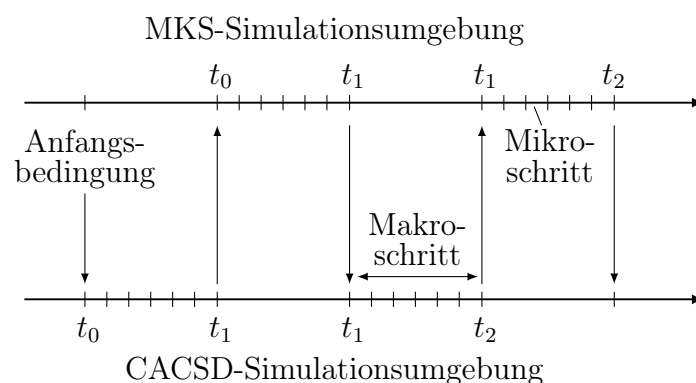 MKS-Simulationsumgebung
t₀ t₁ t₁ t₂
Anfangs-
bedingung
Mikro-
schritt
Makro-
schritt
t₀ t₁ t₁ t₂
CACSD-Simulationsumgebung